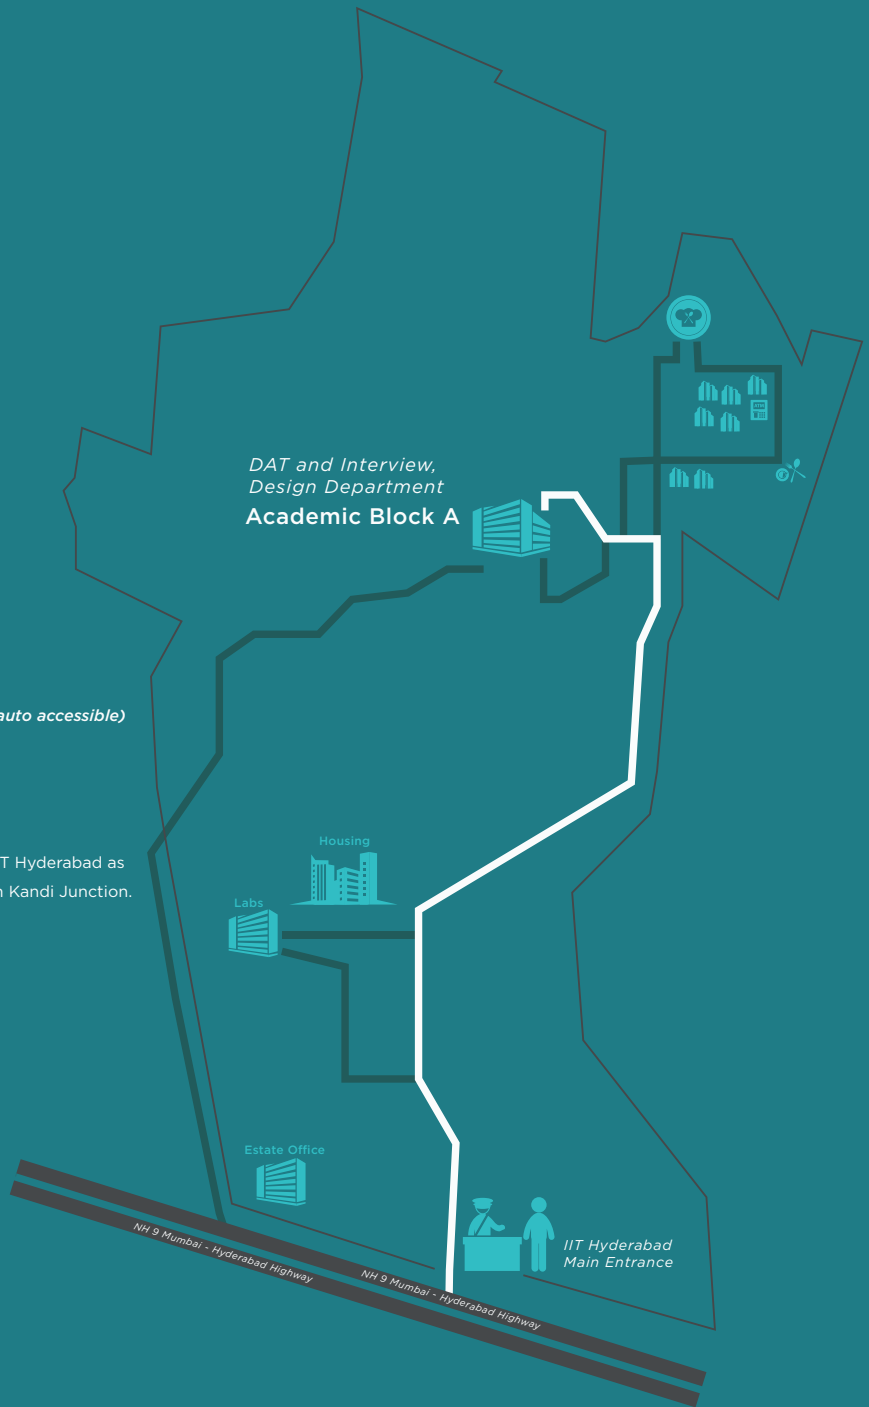 DAT and Interview,
Design Department
Academic Block A
auto accessible)
Housing
T Hyderabad as
n Kandi Junction.
Labs
Estate Office
NH 9 Mumbai - Hyderabad Highway
NH 9 Mumbai - Hyderabad Highway
IIT Hyderabad
Main Entrance